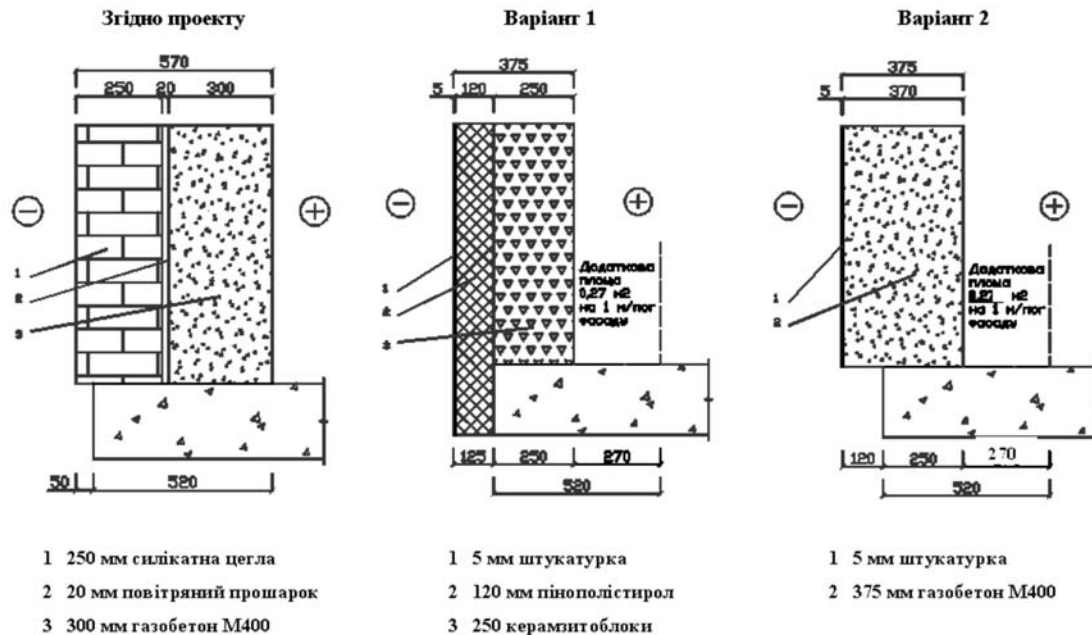 Згідно проекту
570
250 20 300
1
2
3
50 520
1 250 мм силікатна цегла
2 20 мм повітряний прошарок
3 300 мм газобетон М400
Варіант 1
375
5 120 250
1
2
3
Додаткова
площа
0,27 м2
на 1 м/пог
фасаду
125 250 270
520
1 5 мм штукатурка
2 120 мм пінополістирол
3 250 керамзитоблоки
Варіант 2
375
5 370
1
2
Додаткова
площа
0,27 м2
на 1 м/пог
фасаду
120 250 270
520
1 5 мм штукатурка
2 375 мм газобетон М400